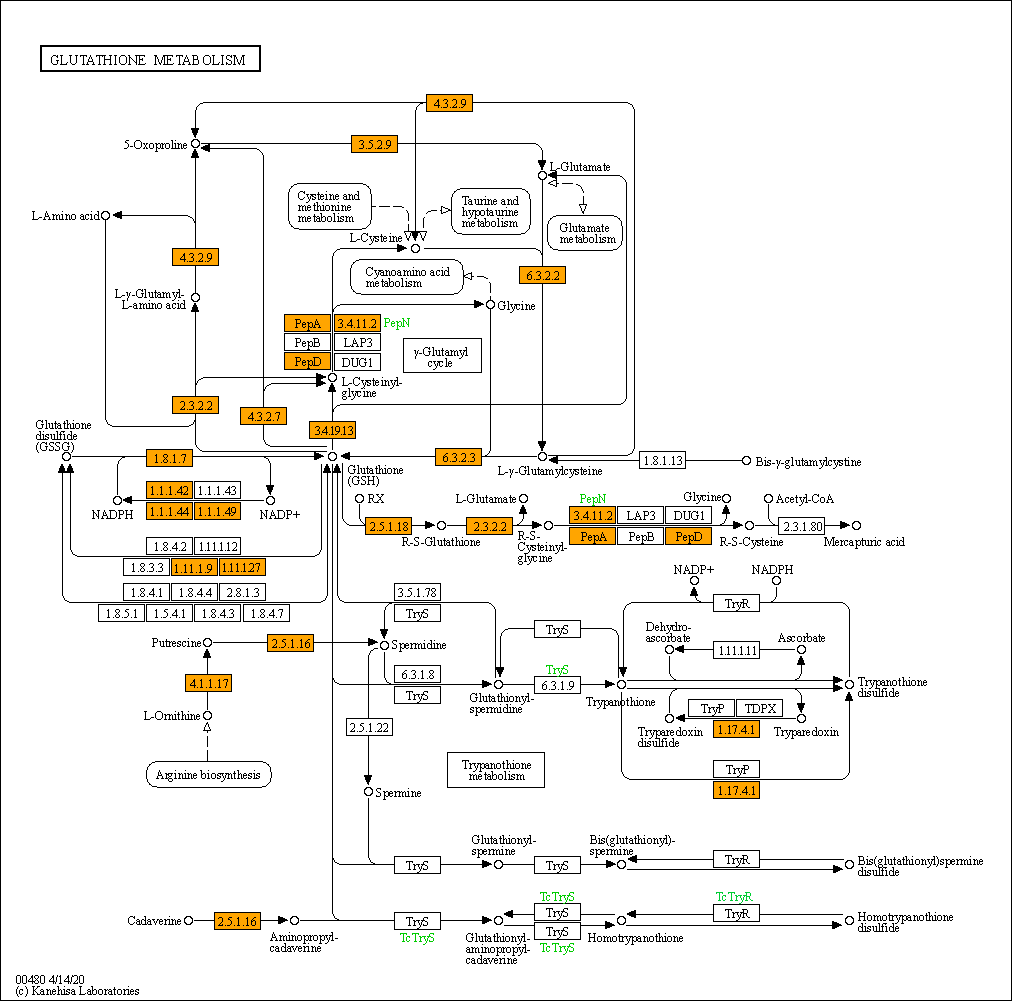 GLUTATHIONE METABOLISM
4.3.2.9
5-Oxoproline
3.5.2.9
L-Glutamate
Cysteine and
methionine
metabolism
Taurine and
hypotaurine
metabolism
L-Amino acid
Glutamate
metabolism
L-Cysteine
4.3.2.9
Cyanoamino acid
metabolism
6.3.2.2
L-γ-Glutamyl-
L-amino acid
Glycine
PepA
3.4.11.2
PepN
PepB
LAP3
γ-Glutamyl
cycle
PepD
DUG1
L-Cysteinyl-
glycine
2.3.2.2
4.3.2.7
3.4.19.13
Glutathione
disulfide
(GSSG)
1.8.1.7
6.3.2.3
1.8.1.13
Bis-γ-glutamylcystine
Glutathione
(GSH)
L-γ-Glutamylcysteine
1.1.1.42
1.1.1.43
1.1.1.44
1.1.1.49
NADPH
NADP+
RX
L-Glutamate
PepN
Glycine
Acetyl-CoA
2.5.1.18
2.3.2.2
3.4.11.2
LAP3
DUG1
2.3.1.80
PepA
PepB
PepD
R-S-Glutathione
R-S-
Cysteinyl-
glycine
R-S-Cysteine
Mercapturic acid
1.8.4.2
1.11.1.12
1.8.3.3
1.11.1.9
1.11.1.27
1.8.4.1
1.8.4.4
2.8.1.3
1.8.5.1
1.5.4.1
1.8.4.3
1.8.4.7
NADP+
NADPH
3.5.1.78
TryS
TryR
Putrescine
2.5.1.16
Spermidine
TryS
Dehydro-
ascorbate
Ascorbate
1.11.1.11
6.3.1.8
TryS
TryS
6.3.1.9
4.1.1.17
Glutathionyl-
spermidine
Trypanothione
Trypanothione
disulfide
L-Ornithine
2.5.1.22
TryP
TDPX
1.17.4.1
Tryparedoxin
disulfide
Tryparedoxin
Arginine biosynthesis
Trypanothione
metabolism
TryP
1.17.4.1
Spermine
Glutathionyl-
spermine
Bis(glutathionyl)-
spermine
TryS
TryS
TryR
Bis(glutathionyl)spermine
disulfide
TcTryS
TcTryR
Cadaverine
2.5.1.16
TryS
TryS
TryR
TcTryS
TryS
TcTryS
Aminopropyl-
cadaverine
Glutathionyl-
aminopropyl-
cadaverine
Homotrypanothione
Homotrypanothione
disulfide
00480 4/14/20
(c) Kanehisa Laboratories